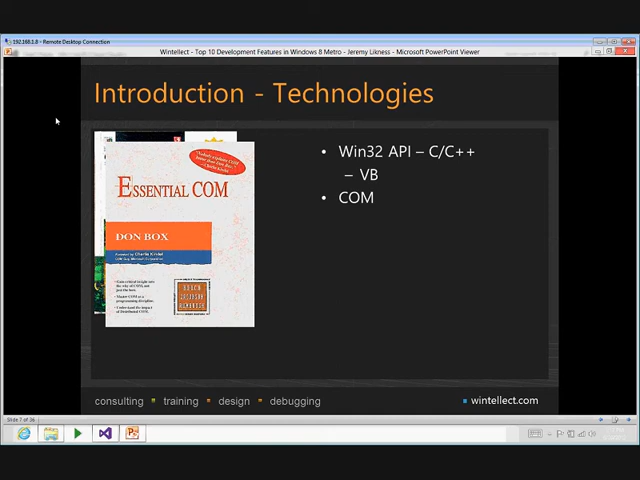 192.168.1.8 - Remote Desktop Connection
Wintellect - Top 10 Development Features in Windows 8 Metro - Jeremy Likness - Microsoft PowerPoint Viewer
Introduction - Technologies
ESSENTIAL COM
DON BOX
• Win32 API – C/C++
– VB
• COM
consulting ▪ training ▪ design ▪ debugging
wintellect.com
Slide 7 of 36